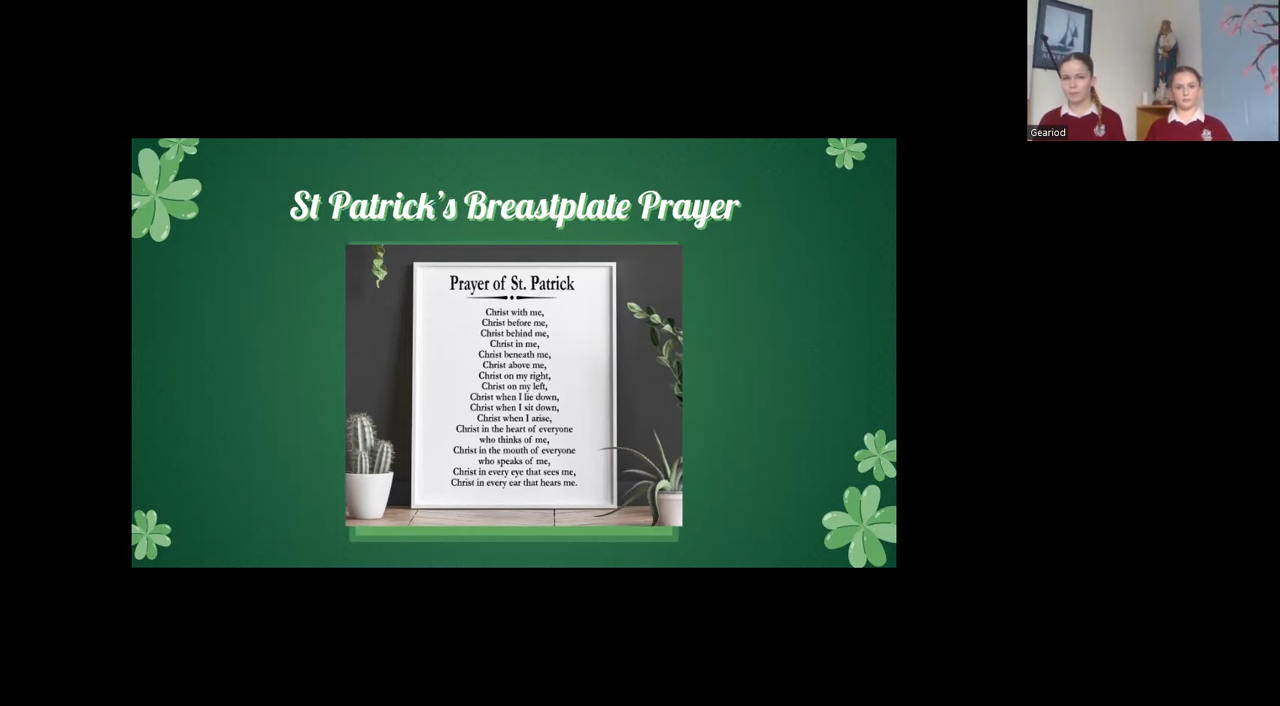 St Patrick's Breastplate Prayer
Prayer of St. Patrick
Christ with me,
Christ before me,
Christ behind me,
Christ in me,
Christ beneath me,
Christ above me,
Christ on my right,
Christ on my left,
Christ when I lie down,
Christ when I sit down,
Christ when I arise,
Christ in the heart of everyone
who thinks of me,
Christ in the mouth of everyone
who speaks of me,
Christ in every eye that sees me,
Christ in every ear that hears me.
Geariod